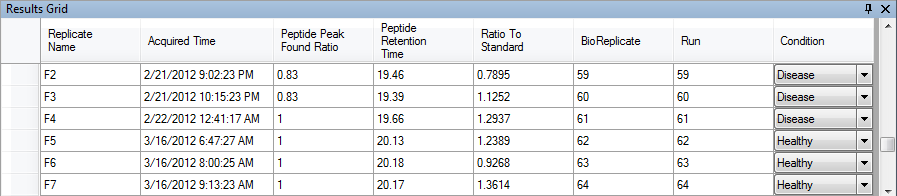 Results Grid
Replicate Name Acquired Time Peptide Peak Found Ratio Peptide Retention Time Ratio To Standard BioReplicate Run Condition
F2 2/21/2012 9:02:23 PM 0.83 19.46 0.7895 59 59 Disease
F3 2/21/2012 10:15:23 PM 0.83 19.39 1.1252 60 60 Disease
F4 2/22/2012 12:41:17 AM 1 19.66 1.2937 61 61 Disease
F5 3/16/2012 6:47:27 AM 1 20.13 1.2389 62 62 Healthy
F6 3/16/2012 8:00:25 AM 1 20.18 0.9268 63 63 Healthy
F7 3/16/2012 9:13:23 AM 1 20.17 1.3614 64 64 Healthy